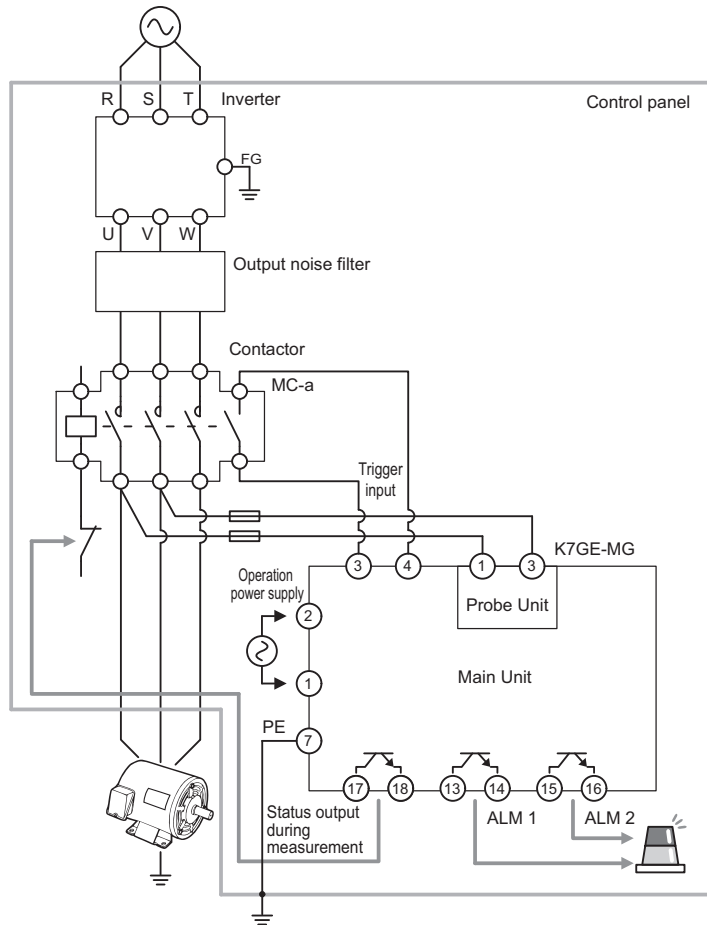 R S T Inverter
Control panel
FG
U V W
Output noise filter
Contactor
MC-a
Trigger
input
3 4 1 3 K7GE-MG
Operation
power supply
Probe Unit
2
Main Unit
1
PE
7
17 18 13 14 15 16
Status output
during
measurement
ALM 1 ALM 2